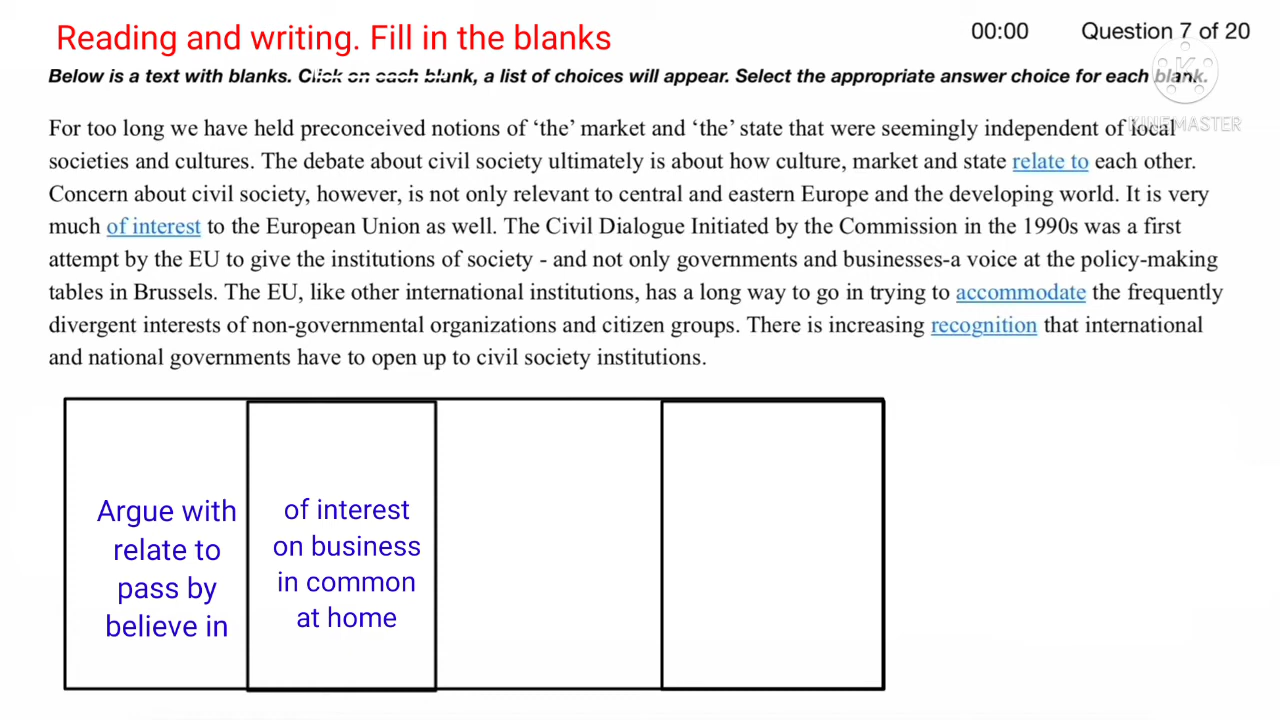 Reading and writing. Fill in the blanks
00:00
Question 7 of 20
Below is a text with blanks. Click on each blank, a list of choices will appear. Select the appropriate answer choice for each blank.
KINEMASTER
For too long we have held preconceived notions of ‘the’ market and ‘the’ state that were seemingly independent of local
societies and cultures. The debate about civil society ultimately is about how culture, market and state relate to each other.
Concern about civil society, however, is not only relevant to central and eastern Europe and the developing world. It is very
much of interest to the European Union as well. The Civil Dialogue Initiated by the Commission in the 1990s was a first
attempt by the EU to give the institutions of society - and not only governments and businesses-a voice at the policy-making
tables in Brussels. The EU, like other international institutions, has a long way to go in trying to accommodate the frequently
divergent interests of non-governmental organizations and citizen groups. There is increasing recognition that international
and national governments have to open up to civil society institutions.
Argue with
relate to
pass by
believe in
of interest
on business
in common
at home